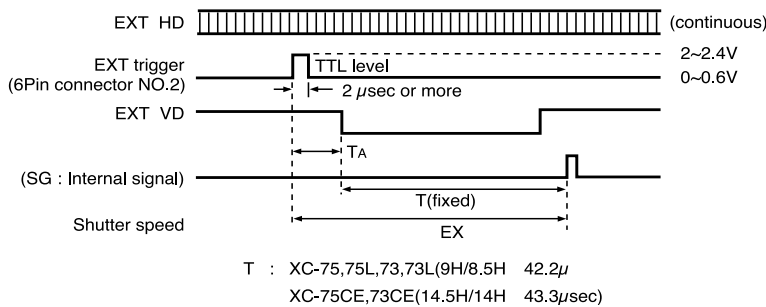 EXT HD (continuous)
EXT trigger TTL level 2~2.4V
(6Pin connector NO.2) 0~0.6V
2 μsec or more
EXT VD
TA
(SG : Internal signal)
T(fixed)
Shutter speed
EX
T : XC-75,75L,73,73L(9H/8.5H 42.2μ
XC-75CE,73CE(14.5H/14H 43.3μsec)